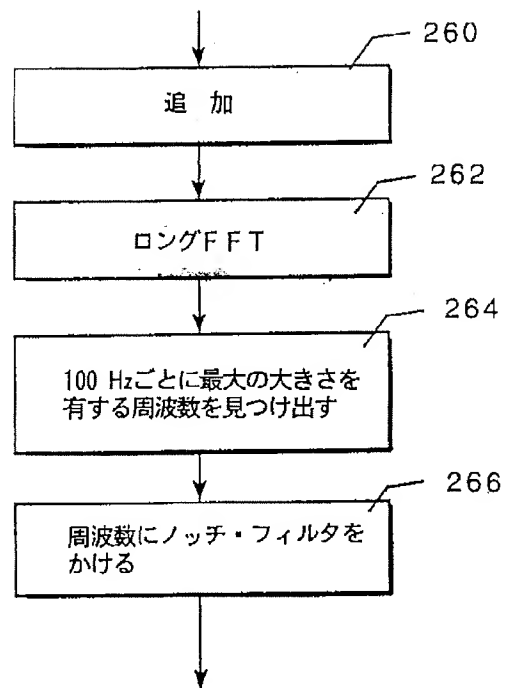 260
追 加
262
ロングFFT
264
100 Hzごとに最大の大きさを
有する周波数を見つけ出す
266
周波数にノッチ・フィルタを
かける